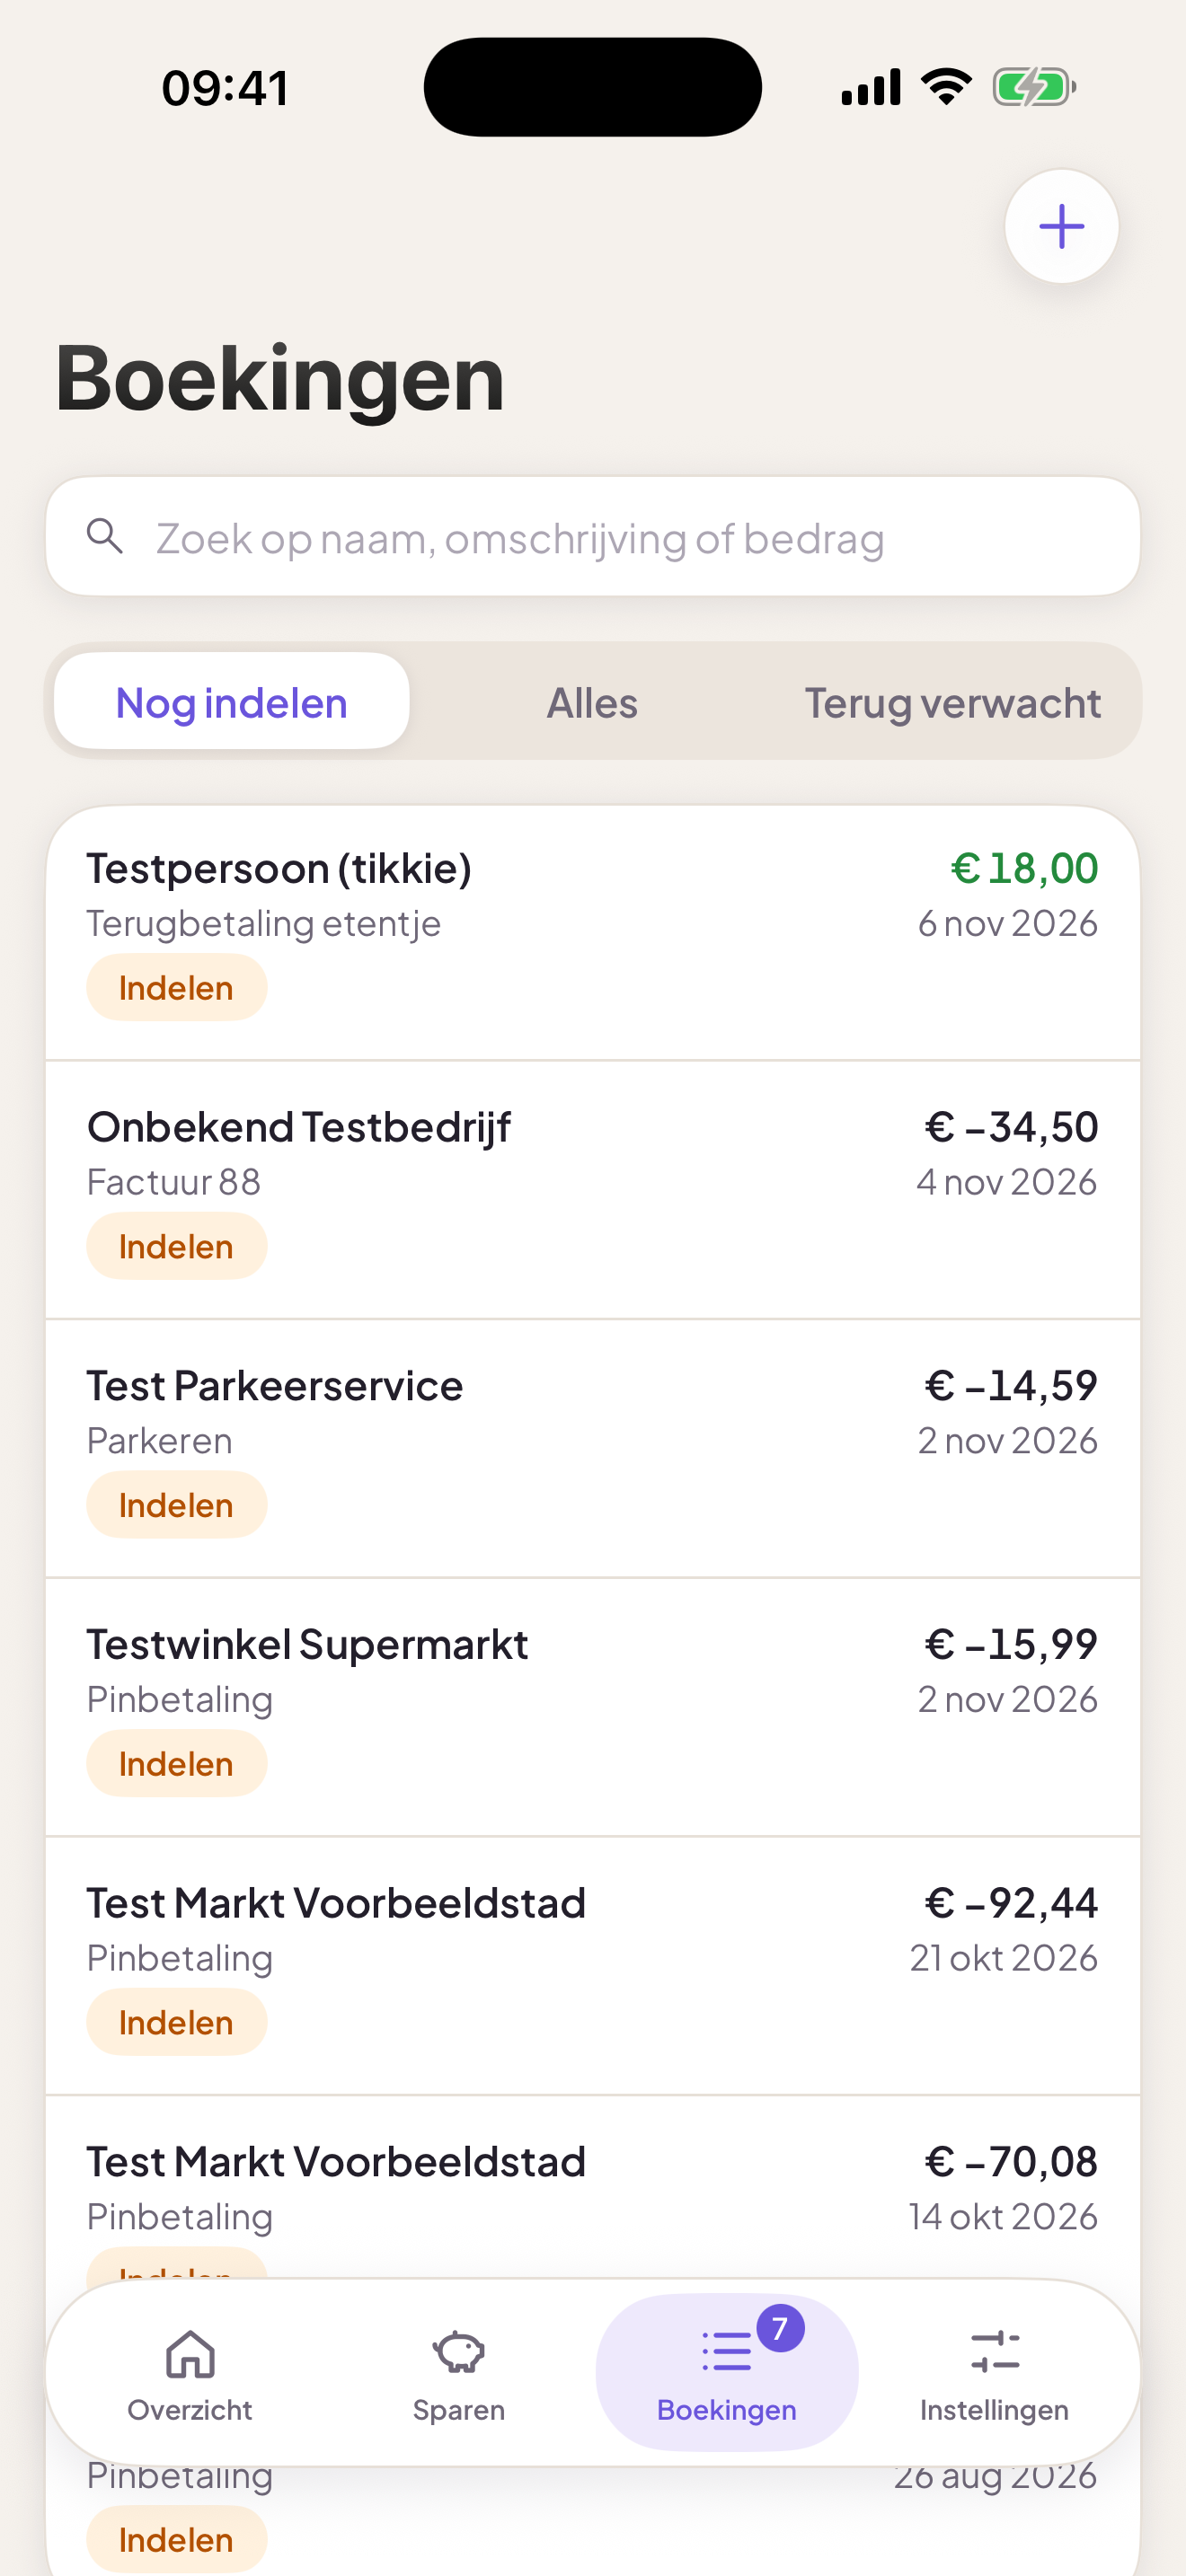 09:41
Boekingen
Zoek op naam, omschrijving of bedrag
Nog indelen Alles Terug verwacht
Testpersoon (tikkie) € 18,00
Terugbetaling etentje 6 nov 2026
Indelen
Onbekend Testbedrijf € -34,50
Factuur 88 4 nov 2026
Indelen
Test Parkeerservice € -14,59
Parkeren 2 nov 2026
Indelen
Testwinkel Supermarkt € -15,99
Pinbetaling 2 nov 2026
Indelen
Test Markt Voorbeeldstad € -92,44
Pinbetaling 21 okt 2026
Indelen
Test Markt Voorbeeldstad € -70,08
Pinbetaling 14 okt 2026
Indelen
7
Overzicht Sparen Boekingen Instellingen
Pinbetaling 26 aug 2026
Indelen